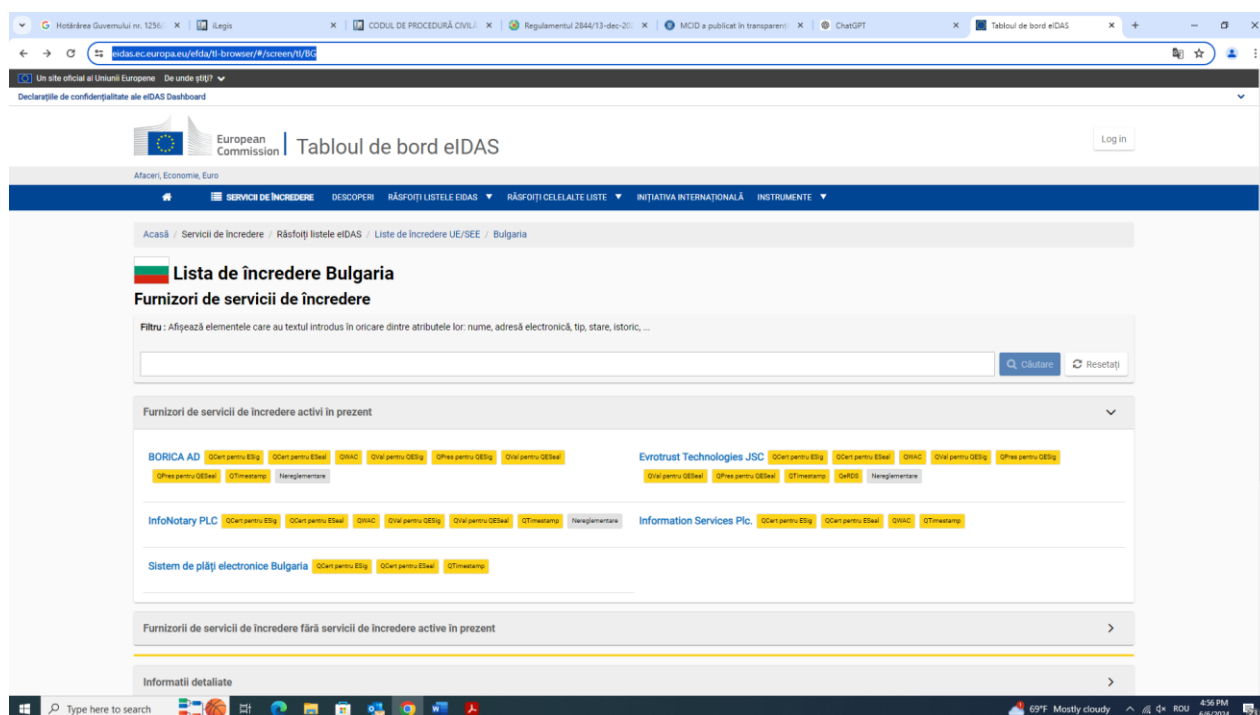 Hotărârea Guvernului nr. 1256/
iLegis
CODUL DE PROCEDURĂ CIVILĂ
Regulamentul 2844/13-dec-202
MCID a publicat în transparență
ChatGPT
Tabloul de bord eIDAS
eidas.ec.europa.eu/efda/tl-browser/#/screen/tl/BG
Un site oficial al Uniunii Europene De unde știți?
Declarațiile de confidențialitate ale eIDAS Dashboard
European
Commission
Tabloul de bord eIDAS
Log in
Afaceri, Economie, Euro
SERVICII DE ÎNCREDERE DESCOPERI RĂSFOIȚI LISTELE EIDAS RĂSFOIȚI CELELALTE LISTE INIȚIATIVA INTERNAȚIONALĂ INSTRUMENTE
Acasă / Servicii de încredere / Răsfoiți listele eIDAS / Liste de încredere UE/SEE / Bulgaria
Lista de încredere Bulgaria
Furnizori de servicii de încredere
Filtru : Afișează elementele care au textul introdus în oricare dintre atributele lor: nume, adresă electronică, tip, stare, istoric, ...
Căutare
Resetați
Furnizori de servicii de încredere activi în prezent
BORICA AD QCert pentru ESig QCert pentru ESeal QWAC QVal pentru QESig QPres pentru QESig QVal pentru QESeal
QPres pentru QESeal QTimestamp Nereglementare
Evrotrust Technologies JSC QCert pentru ESig QCert pentru ESeal QWAC QVal pentru QESig QPres pentru QESig
QVal pentru QESeal QPres pentru QESeal QTimestamp QeRDS Nereglementare
InfoNotary PLC QCert pentru ESig QCert pentru ESeal QWAC QVal pentru QESig QVal pentru QESeal QTimestamp Nereglementare
Information Services Plc. QCert pentru ESig QCert pentru ESeal QWAC QTimestamp
Sistem de plăți electronice Bulgaria QCert pentru ESig QCert pentru ESeal QTimestamp
Furnizorii de servicii de încredere fără servicii de încredere active în prezent
Informatii detaliate
Type here to search
69°F Mostly cloudy
ROU
4:56 PM
6/6/2024